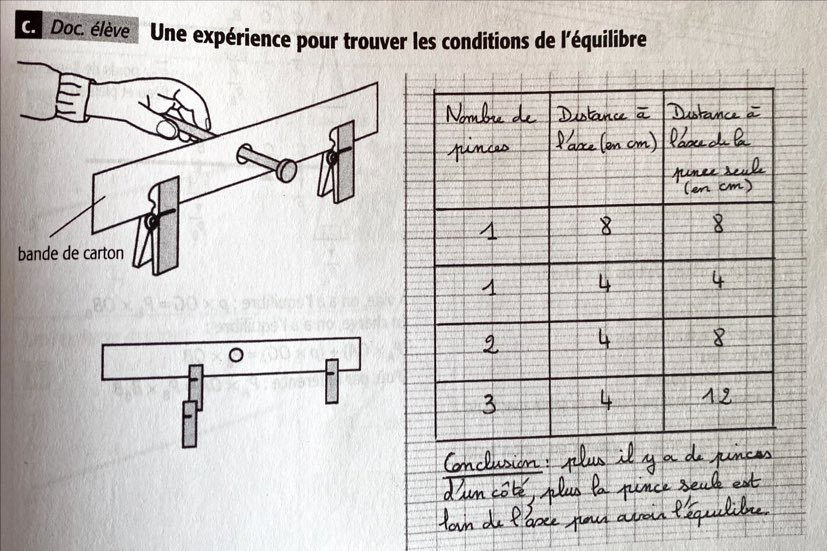 C. Doc. élève Une expérience pour trouver les conditions de l'équilibre
bande de carton
Nombre de pinces | Distance à l'axe (en cm) | Distance à l'axe de la pince seule (en cm)
1 | 8 | 8
1 | 4 | 4
2 | 4 | 8
3 | 4 | 12
Conclusion : plus il y a de pinces
d'un côté, plus la pince seule est
loin de l'axe pour avoir l'équilibre.